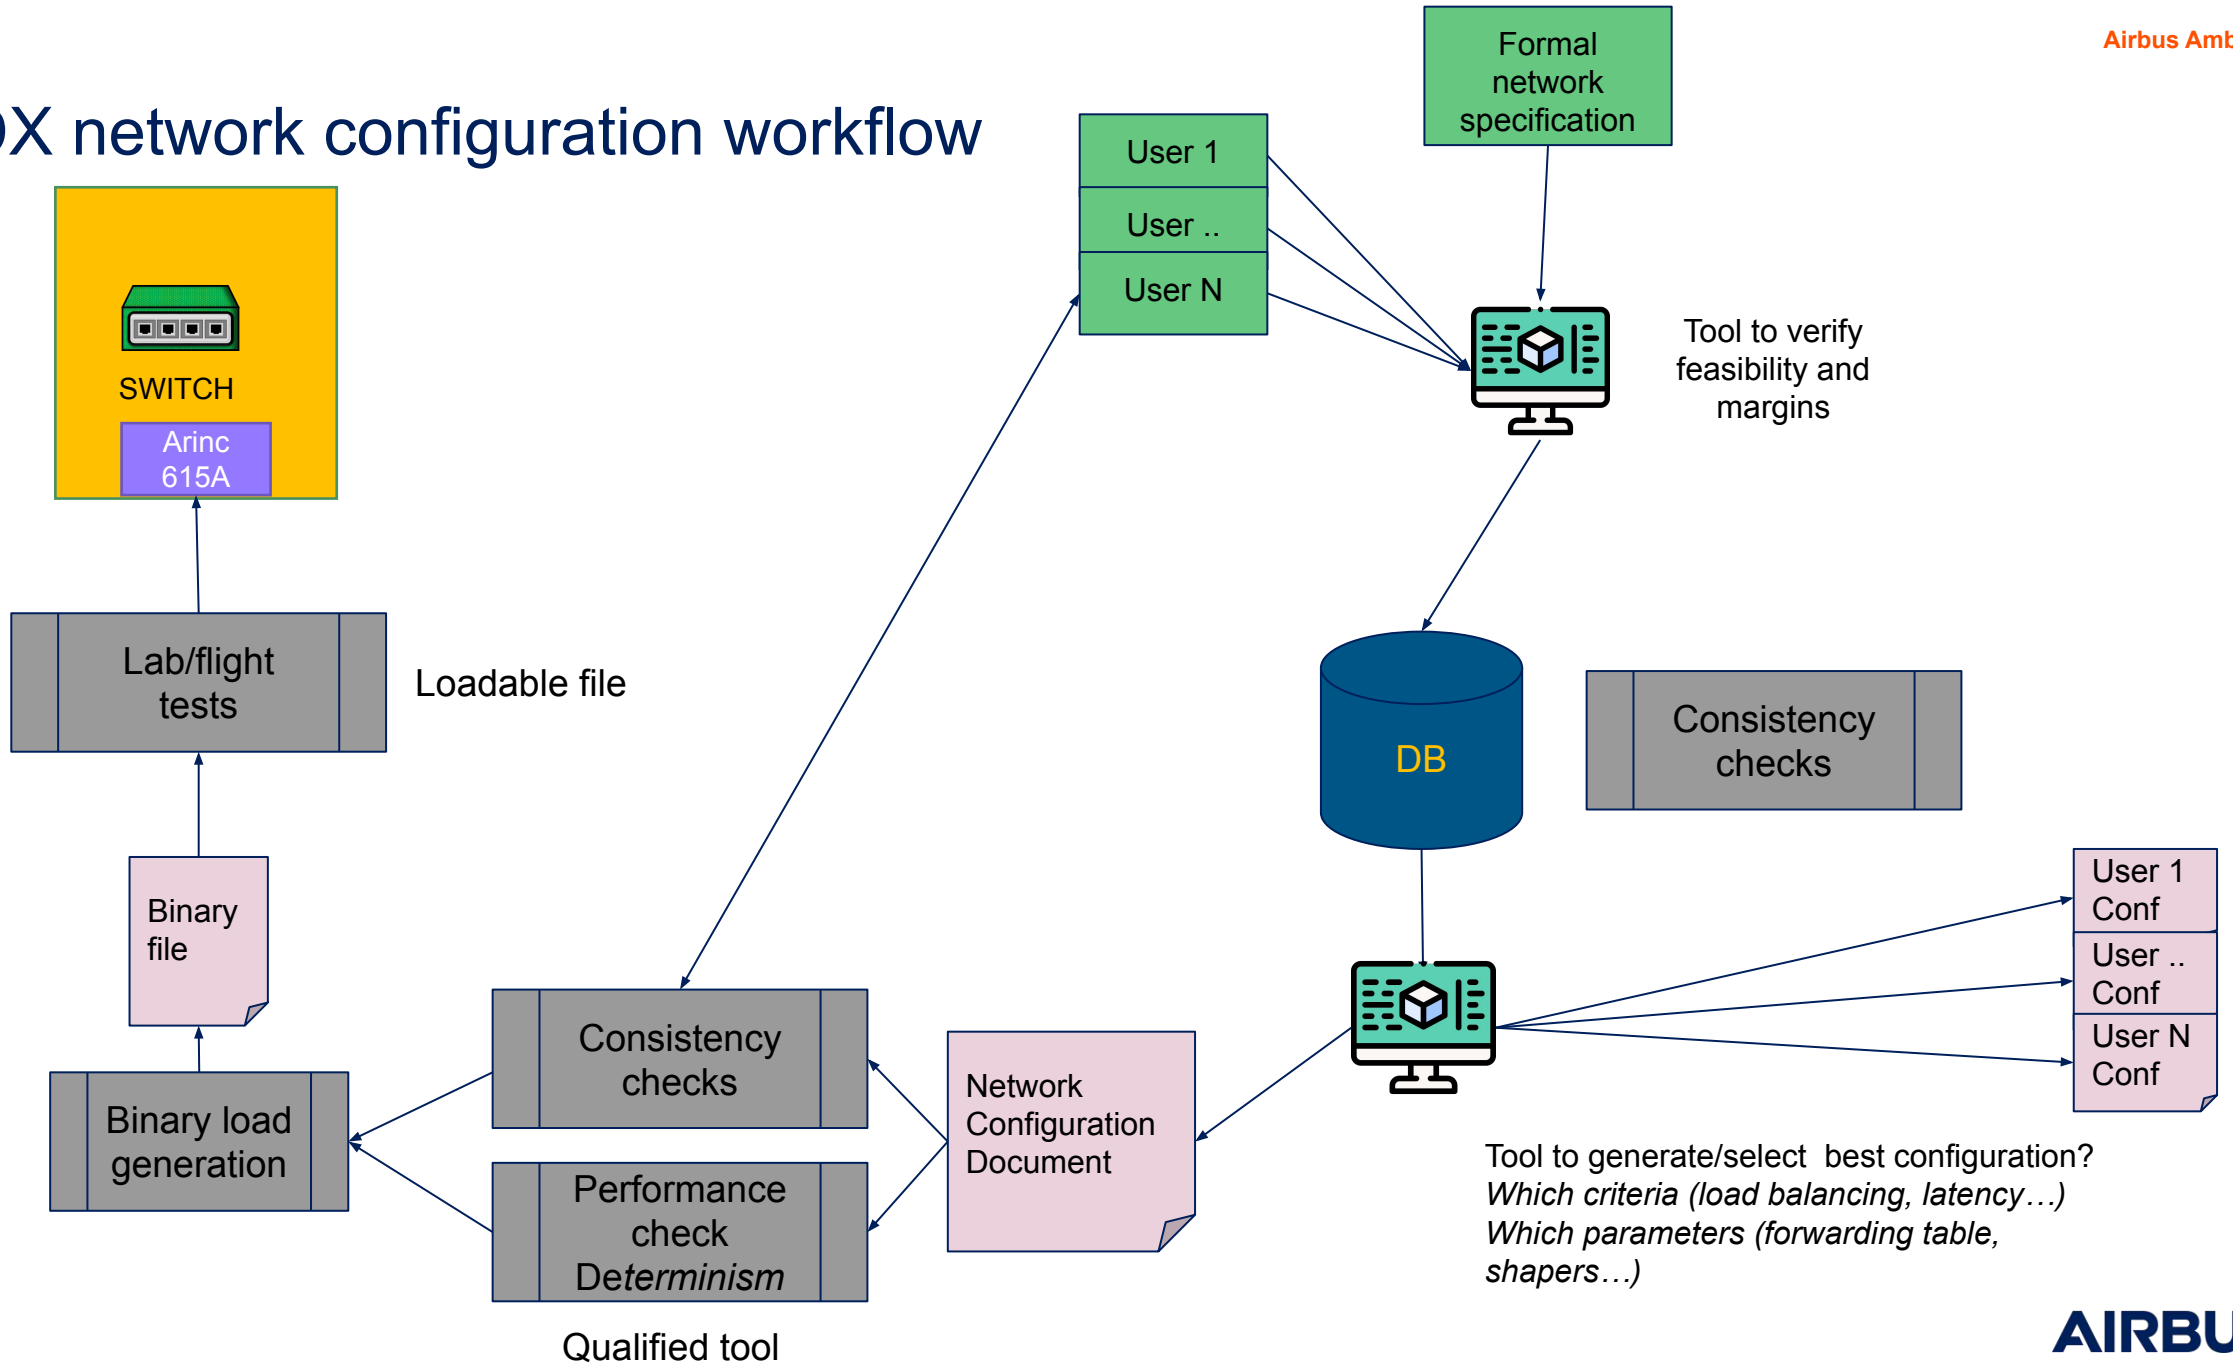 Airbus Amb
DX network configuration workflow
Formal
network
specification
User 1
User ..
User N
Tool to verify
feasibility and
margins
SWITCH
Arinc
615A
Lab/flight
tests
Loadable file
DB
Consistency
checks
Binary
file
User 1
Conf
User ..
Conf
User N
Conf
Consistency
checks
Network
Configuration
Document
Binary load
generation
Performance
check
Determinism
Tool to generate/select  best configuration?
Which criteria (load balancing, latency…)
Which parameters (forwarding table,
shapers…)
Qualified tool
AIRBU